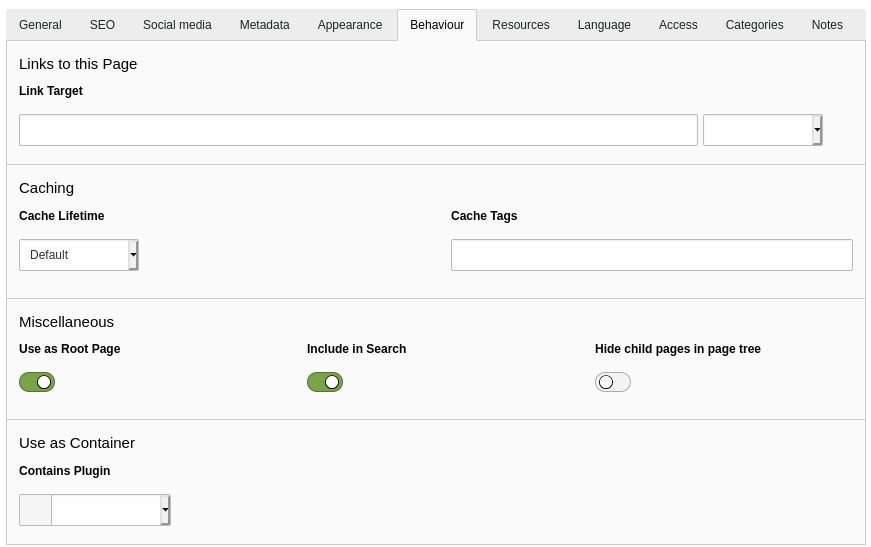 General SEO Social media Metadata Appearance Behaviour Resources Language Access Categories Notes
Links to this Page
Link Target
Caching
Cache Lifetime Cache Tags
Default
Miscellaneous
Use as Root Page Include in Search Hide child pages in page tree
Use as Container
Contains Plugin